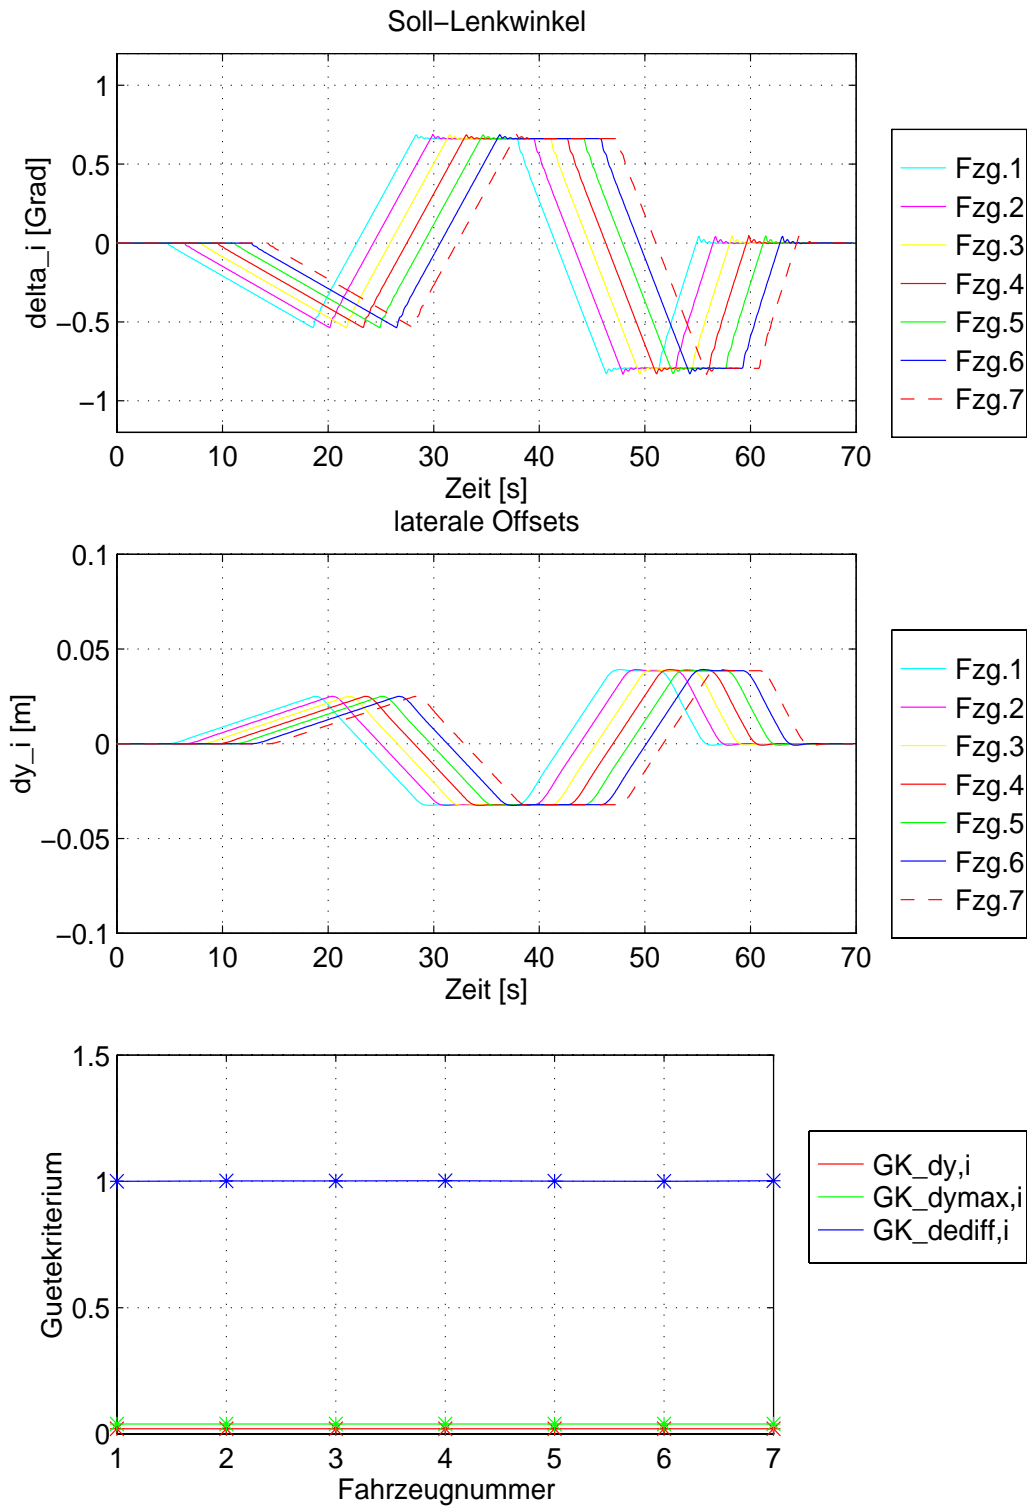 Soll−Lenkwinkel
1
0.5
0
−0.5
−1
delta_i [Grad]
0 10 20 30 40 50 60 70
Zeit [s]
Fzg.1
Fzg.2
Fzg.3
Fzg.4
Fzg.5
Fzg.6
Fzg.7
laterale Offsets
0.1
0.05
0
−0.05
−0.1
dy_i [m]
0 10 20 30 40 50 60 70
Zeit [s]
Fzg.1
Fzg.2
Fzg.3
Fzg.4
Fzg.5
Fzg.6
Fzg.7
1.5
1
0.5
0
Guetekriterium
1 2 3 4 5 6 7
Fahrzeugnummer
GK_dy,i
GK_dymax,i
GK_dediff,i